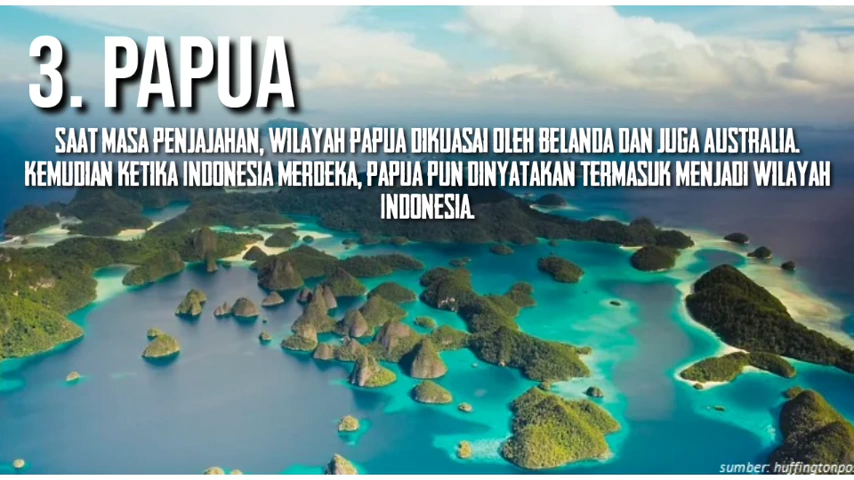 3. PAPUA
SAAT MASA PENJAJAHAN, WILAYAH PAPUA DIKUASAI OLEH BELANDA DAN JUGA AUSTRALIA.
KEMUDIAN KETIKA INDONESIA MERDEKA, PAPUA PUN DINYATAKAN TERMASUK MENJADI WILAYAH
INDONESIA.
sumber: huffingtonpo